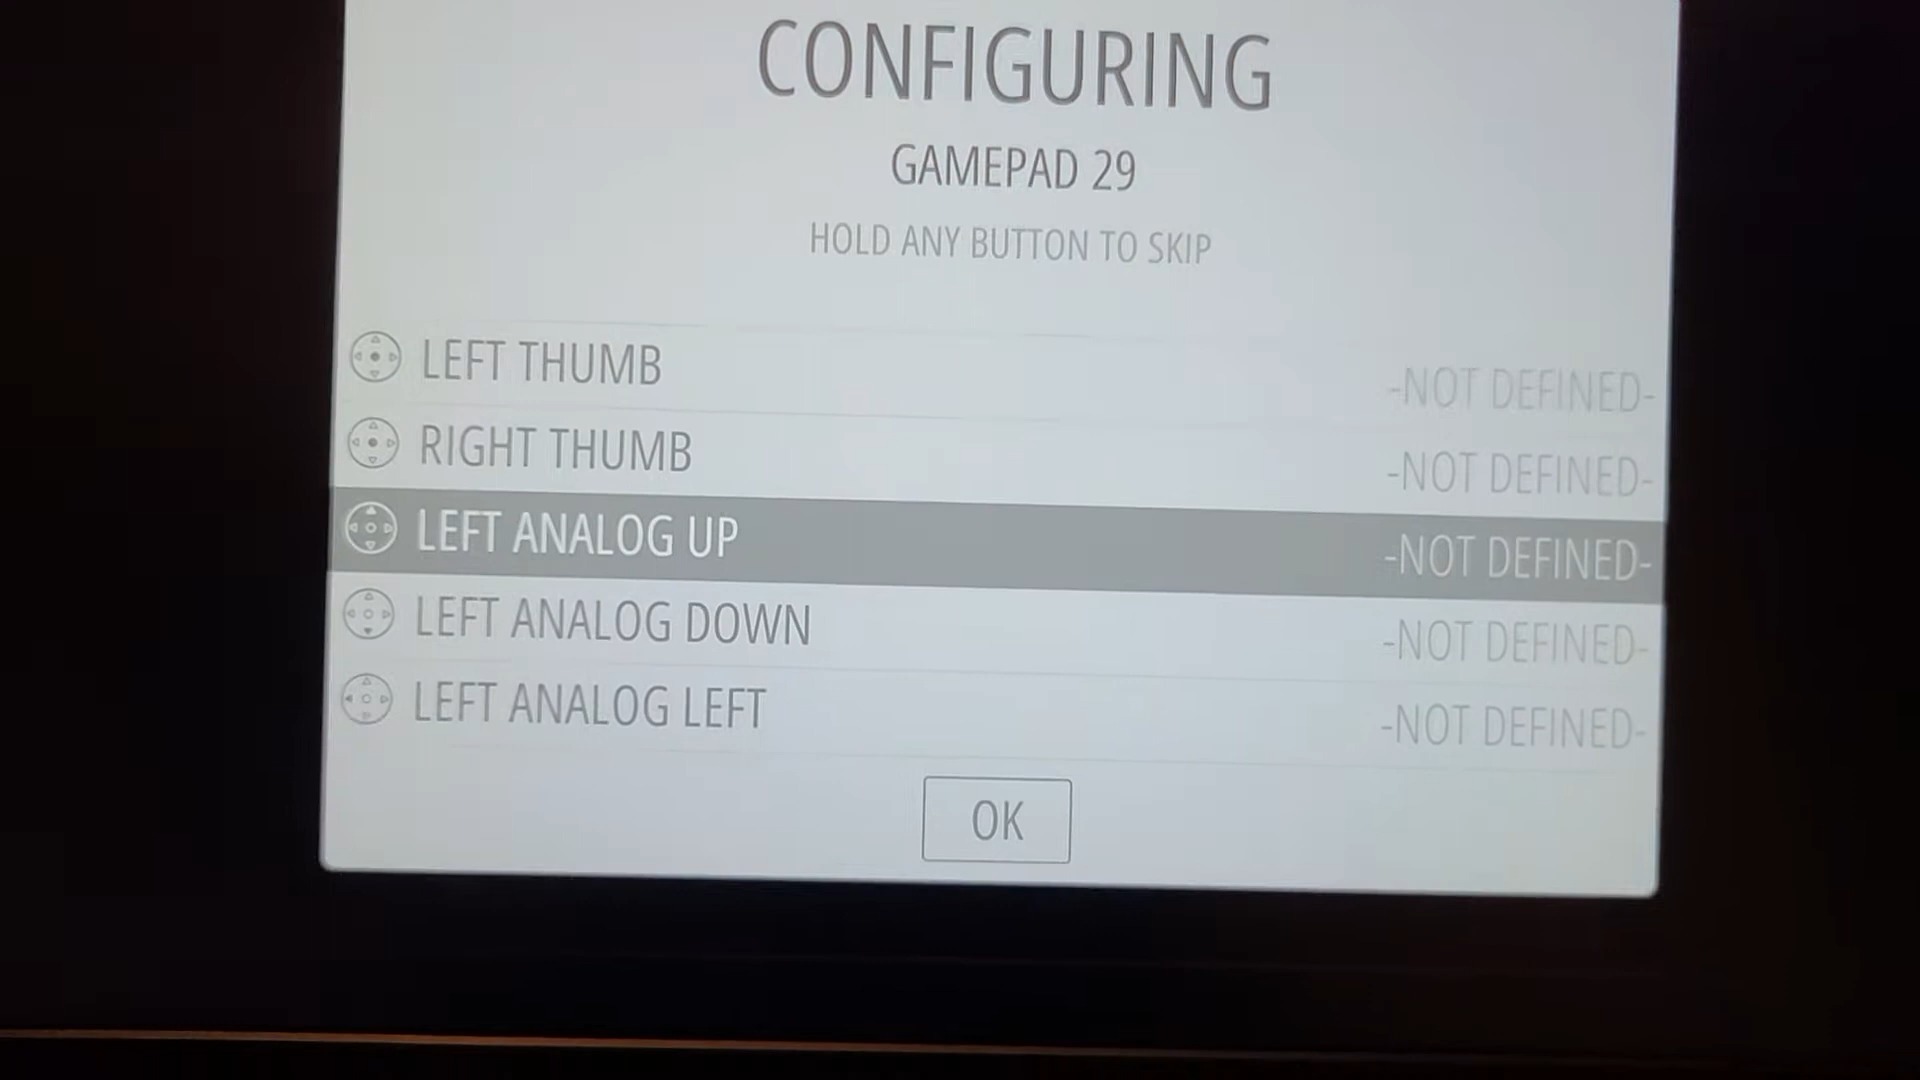 CONFIGURING
GAMEPAD 29
HOLD ANY BUTTON TO SKIP
LEFT THUMB -NOT DEFINED-
RIGHT THUMB -NOT DEFINED-
LEFT ANALOG UP -NOT DEFINED-
LEFT ANALOG DOWN -NOT DEFINED-
LEFT ANALOG LEFT -NOT DEFINED-
OK